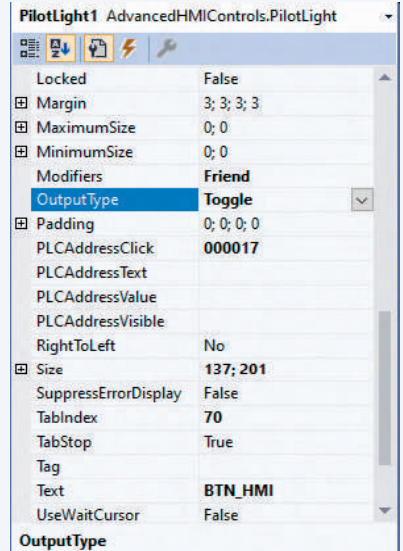 PilotLight1 AdvancedHMIControls.PilotLight
Locked False
Margin 3; 3; 3; 3
MaximumSize 0; 0
MinimumSize 0; 0
Modifiers Friend
OutputType Toggle
Padding 0; 0; 0; 0
PLCAddressClick 000017
PLCAddressText
PLCAddressValue
PLCAddressVisible
RightToLeft No
Size 137; 201
SuppressErrorDisplay False
TabIndex 70
TabStop True
Tag
Text BTN_HMI
UseWaitCursor False
OutputType